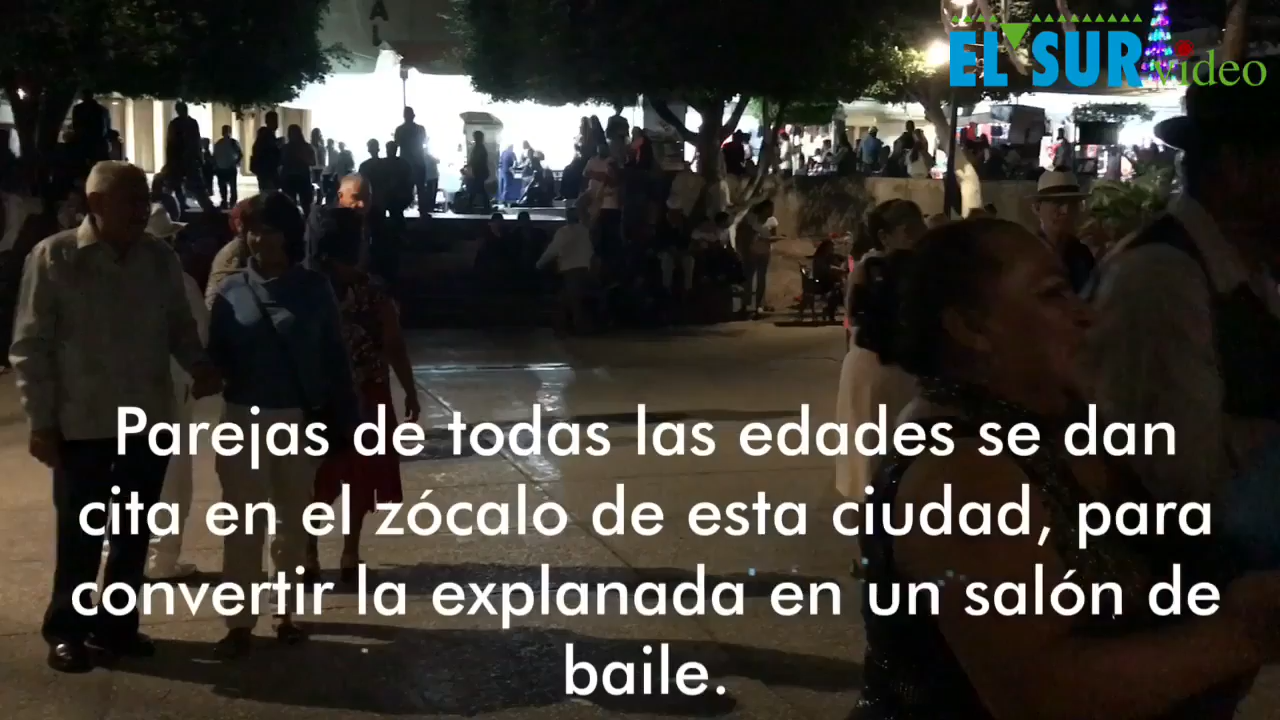 A
L
EL SUR
video
Parejas de todas las edades se dan
cita en el zócalo de esta ciudad, para
convertir la explanada en un salón de
baile.